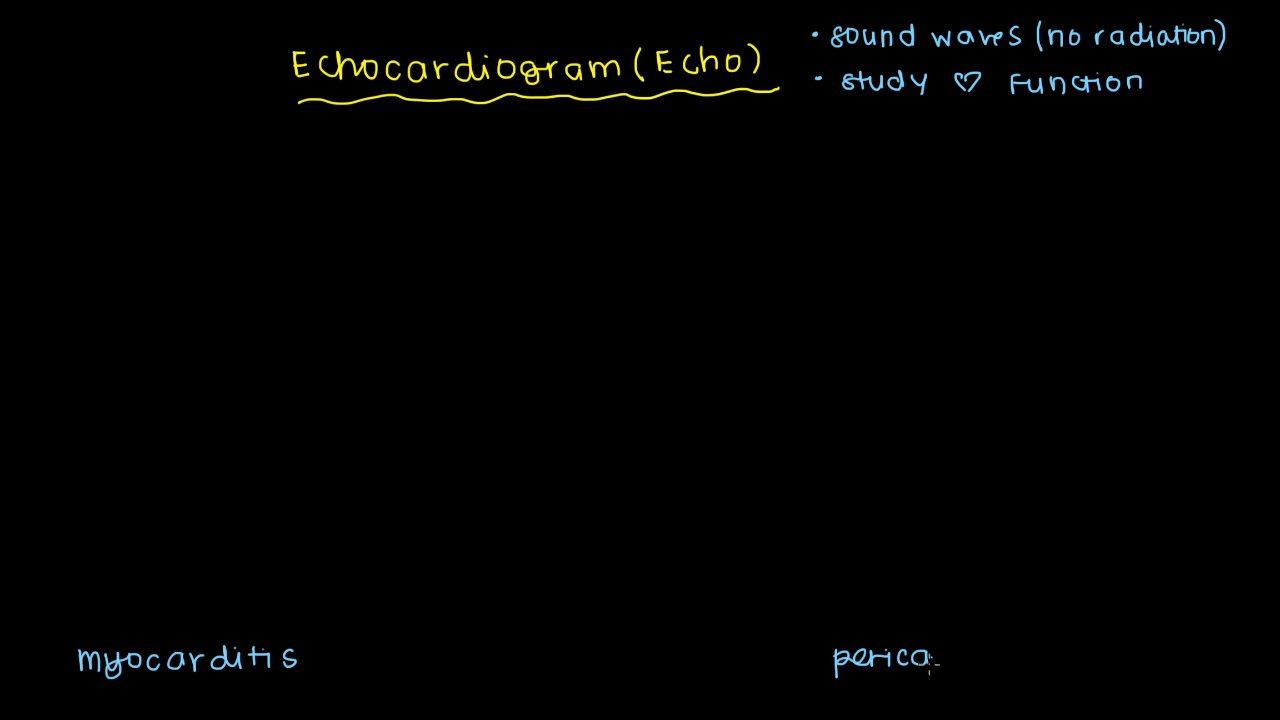 Echocardiogram (Echo)
• sound waves (no radiation)
• study ♡ Function
myocarditis
perica